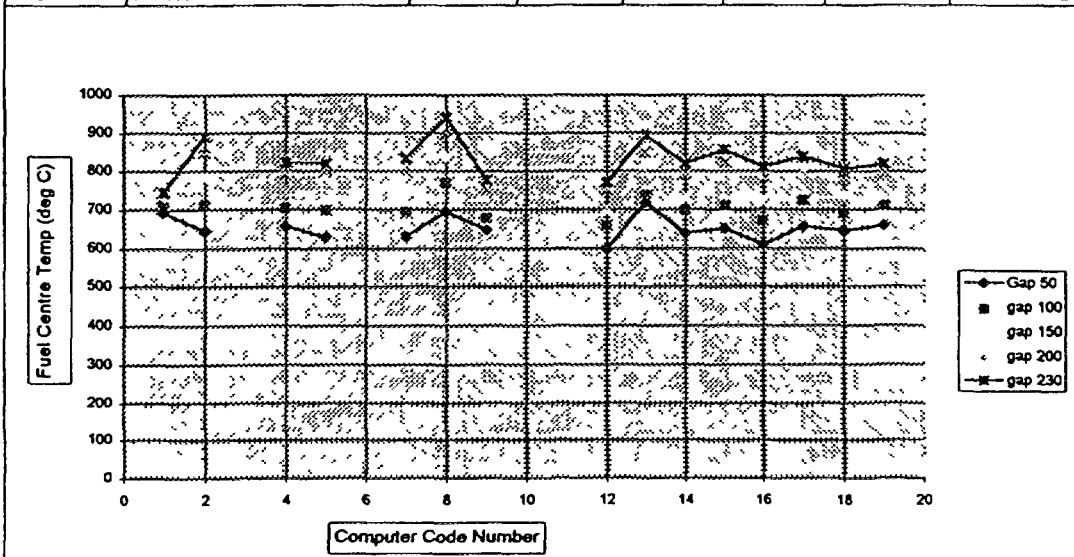 1000
900
800
700
600
500
400
300
200
100
0
Fuel Centre Temp (deg C)
0 2 4 6 8 10 12 14 16 18 20
Computer Code Number
Gap 50
gap 100
gap 150
gap 200
gap 230